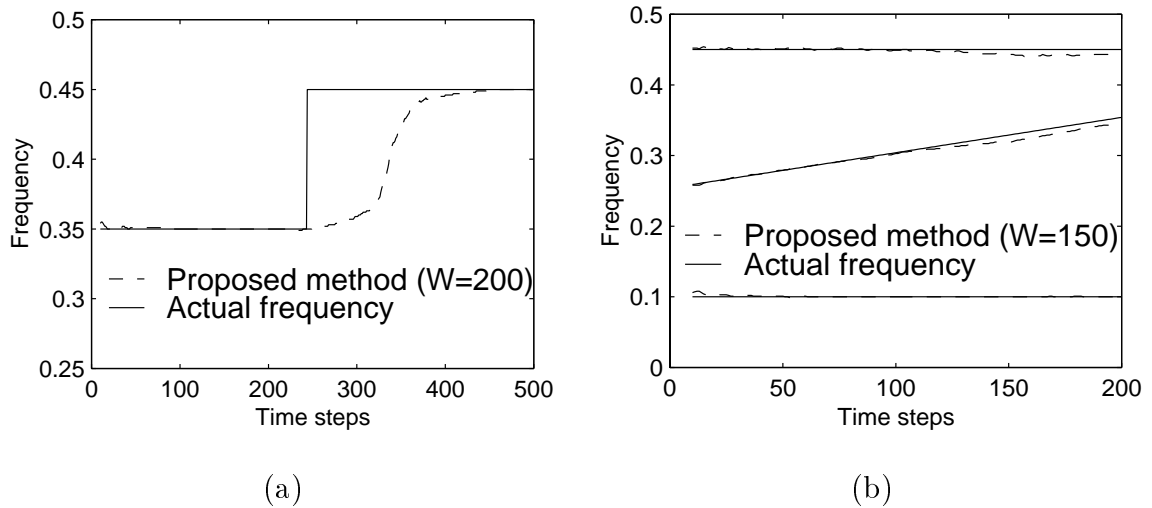 0.5
0.45
0.4
0.35
0.3
0.25
Frequency
Proposed method (W=200)
Actual frequency
0
100
200
300
400
500
Time steps
(a)
0.5
0.4
0.3
0.2
0.1
0
Frequency
Proposed method (W=150)
Actual frequency
0
50
100
150
200
Time steps
(b)